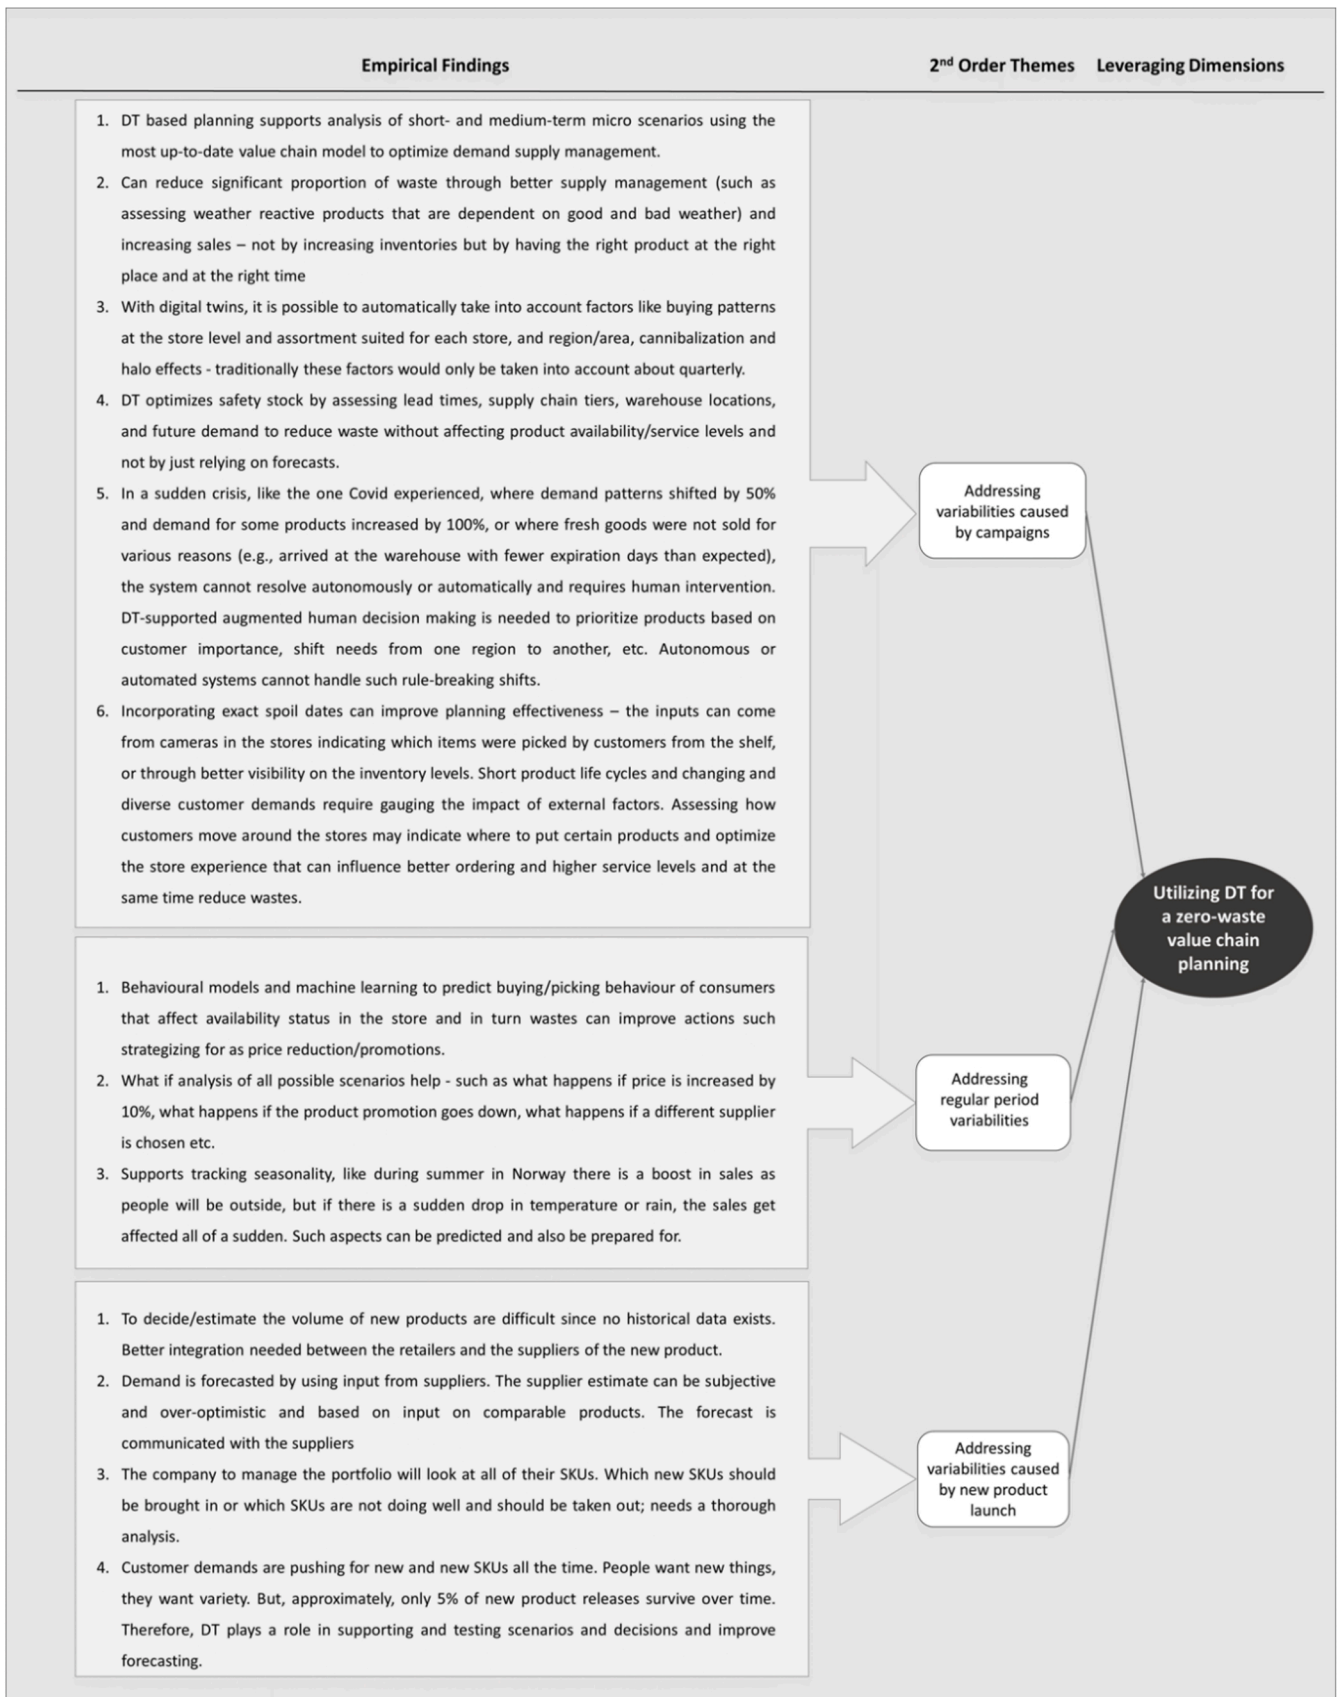 Empirical Findings
2nd Order Themes
Leveraging Dimensions
1. DT based planning supports analysis of short- and medium-term micro scenarios using the
most up-to-date value chain model to optimize demand supply management.
2. Can reduce significant proportion of waste through better supply management (such as
assessing weather reactive products that are dependent on good and bad weather) and
increasing sales – not by increasing inventories but by having the right product at the right
place and at the right time
3. With digital twins, it is possible to automatically take into account factors like buying patterns
at the store level and assortment suited for each store, and region/area, cannibalization and
halo effects - traditionally these factors would only be taken into account about quarterly.
4. DT optimizes safety stock by assessing lead times, supply chain tiers, warehouse locations,
and future demand to reduce waste without affecting product availability/service levels and
not by just relying on forecasts.
5. In a sudden crisis, like the one Covid experienced, where demand patterns shifted by 50%
and demand for some products increased by 100%, or where fresh goods were not sold for
various reasons (e.g., arrived at the warehouse with fewer expiration days than expected),
the system cannot resolve autonomously or automatically and requires human intervention.
DT-supported augmented human decision making is needed to prioritize products based on
customer importance, shift needs from one region to another, etc. Autonomous or
automated systems cannot handle such rule-breaking shifts.
6. Incorporating exact spoil dates can improve planning effectiveness – the inputs can come
from cameras in the stores indicating which items were picked by customers from the shelf,
or through better visibility on the inventory levels. Short product life cycles and changing and
diverse customer demands require gauging the impact of external factors. Assessing how
customers move around the stores may indicate where to put certain products and optimize
the store experience that can influence better ordering and higher service levels and at the
same time reduce wastes.
Addressing
variabilities caused
by campaigns
1. Behavioural models and machine learning to predict buying/picking behaviour of consumers
that affect availability status in the store and in turn wastes can improve actions such
strategizing for as price reduction/promotions.
2. What if analysis of all possible scenarios help - such as what happens if price is increased by
10%, what happens if the product promotion goes down, what happens if a different supplier
is chosen etc.
3. Supports tracking seasonality, like during summer in Norway there is a boost in sales as
people will be outside, but if there is a sudden drop in temperature or rain, the sales get
affected all of a sudden. Such aspects can be predicted and also be prepared for.
Addressing
regular period
variabilities
1. To decide/estimate the volume of new products are difficult since no historical data exists.
Better integration needed between the retailers and the suppliers of the new product.
2. Demand is forecasted by using input from suppliers. The supplier estimate can be subjective
and over-optimistic and based on input on comparable products. The forecast is
communicated with the suppliers
3. The company to manage the portfolio will look at all of their SKUs. Which new SKUs should
be brought in or which SKUs are not doing well and should be taken out; needs a thorough
analysis.
4. Customer demands are pushing for new and new SKUs all the time. People want new things,
they want variety. But, approximately, only 5% of new product releases survive over time.
Therefore, DT plays a role in supporting and testing scenarios and decisions and improve
forecasting.
Addressing
variabilities caused
by new product
launch
Utilizing DT for
a zero-waste
value chain
planning